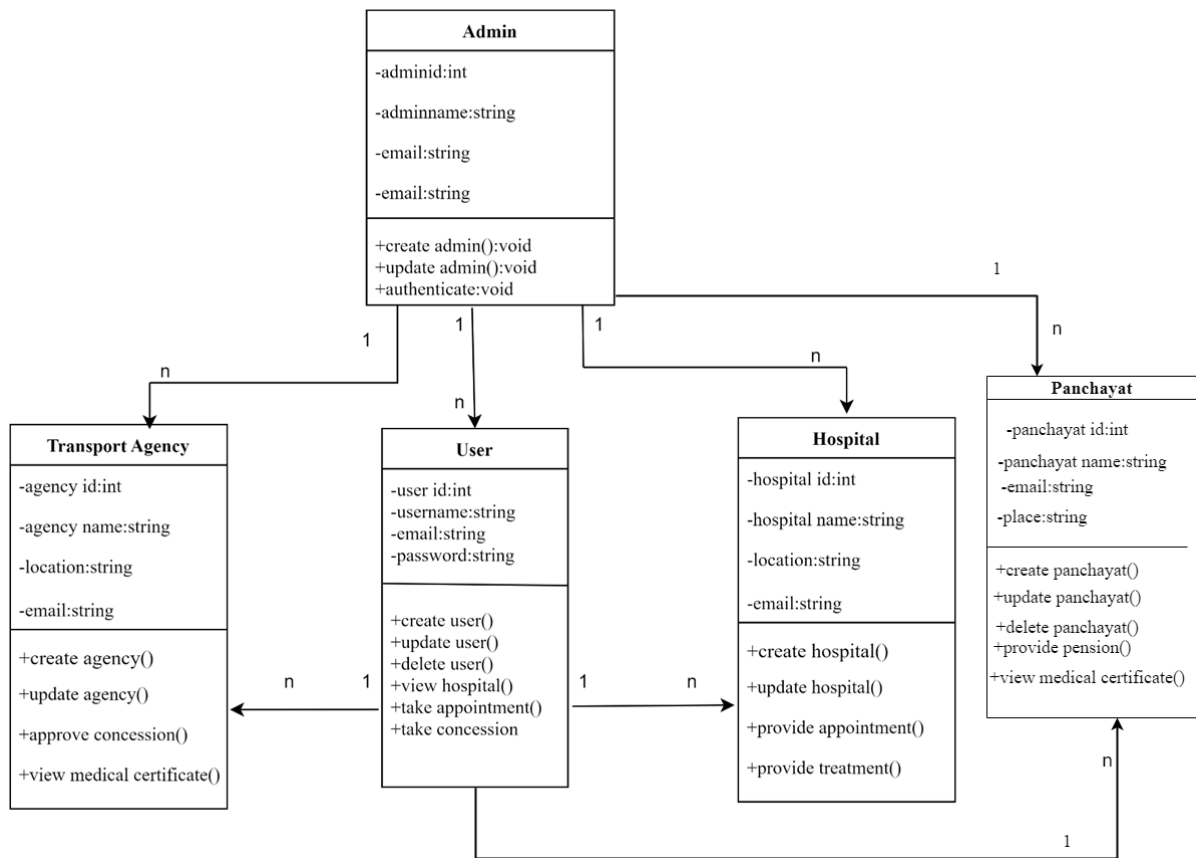 Admin
-adminid:int
-adminname:string
-email:string
-email:string
+create admin():void
+update admin():void
+authenticate:void
1
1
1
1
n
n
n
n
Transport Agency
-agency id:int
-agency name:string
-location:string
-email:string
+create agency()
+update agency()
+approve concession()
+view medical certificate()
n
1
User
-user id:int
-username:string
-email:string
-password:string
+create user()
+update user()
+delete user()
+view hospital()
+take appointment()
+take concession
1
n
Hospital
-hospital id:int
-hospital name:string
-location:string
-email:string
+create hospital()
+update hospital()
+provide appointment()
+provide treatment()
Panchayat
-panchayat id:int
-panchayat name:string
-email:string
-place:string
+create panchayat()
+update panchayat()
+delete panchayat()
+provide pension()
+view medical certificate()
n
1